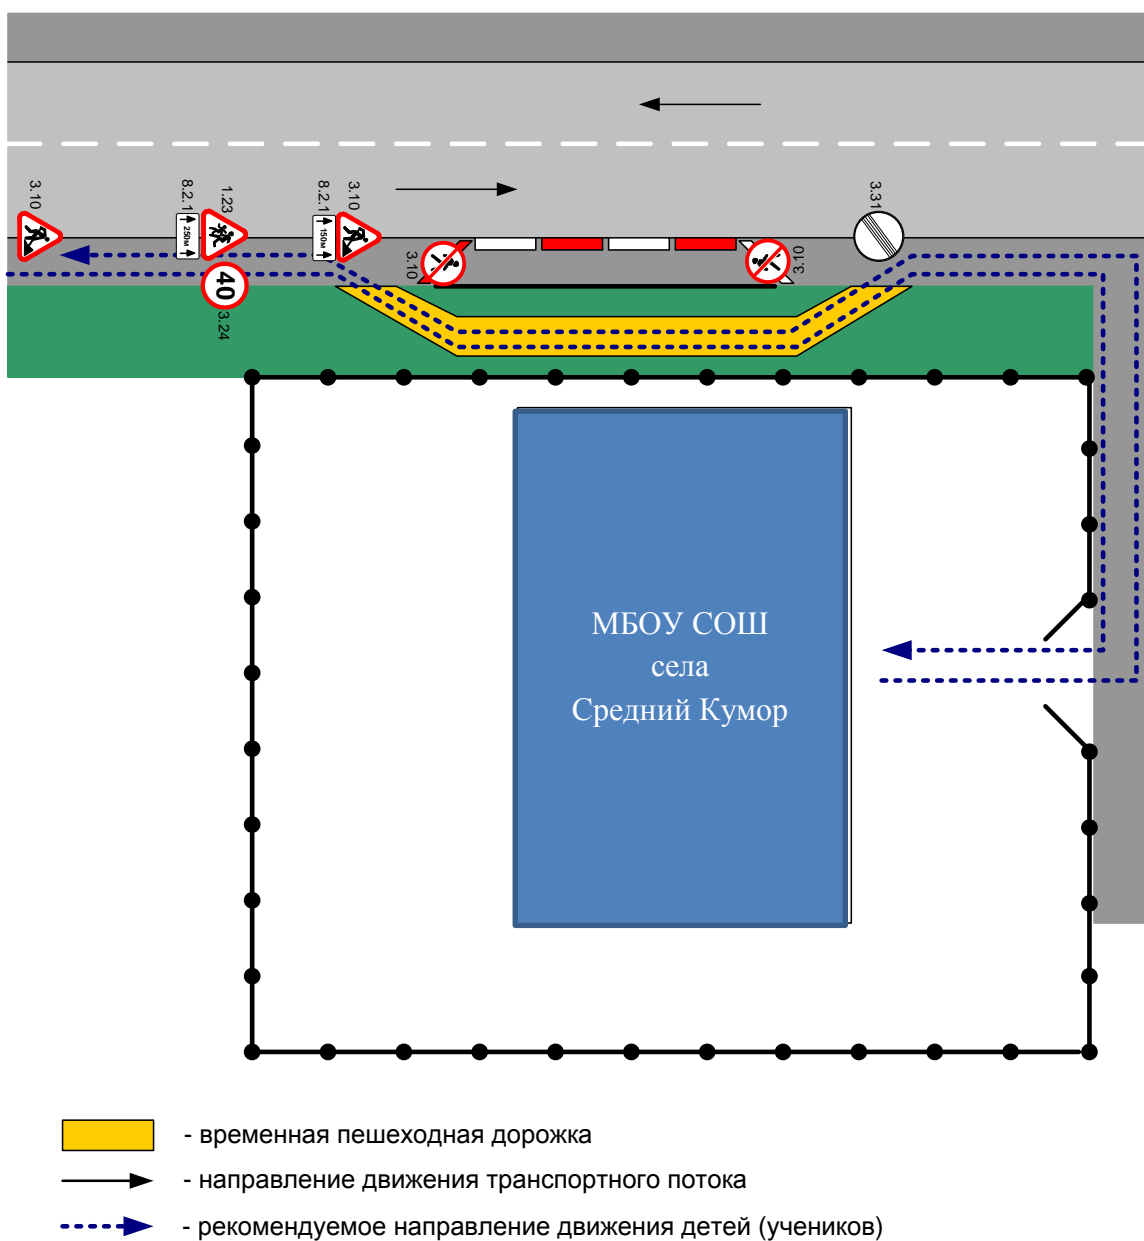 3.10
8.2.1
250м
1.23
40
3.24
8.2.1
150м
3.10
3.10
3.10
3.31
МБОУ СОШ
села
Средний Кумор
- временная пешеходная дорожка
- направление движения транспортного потока
- рекомендуемое направление движения детей (учеников)